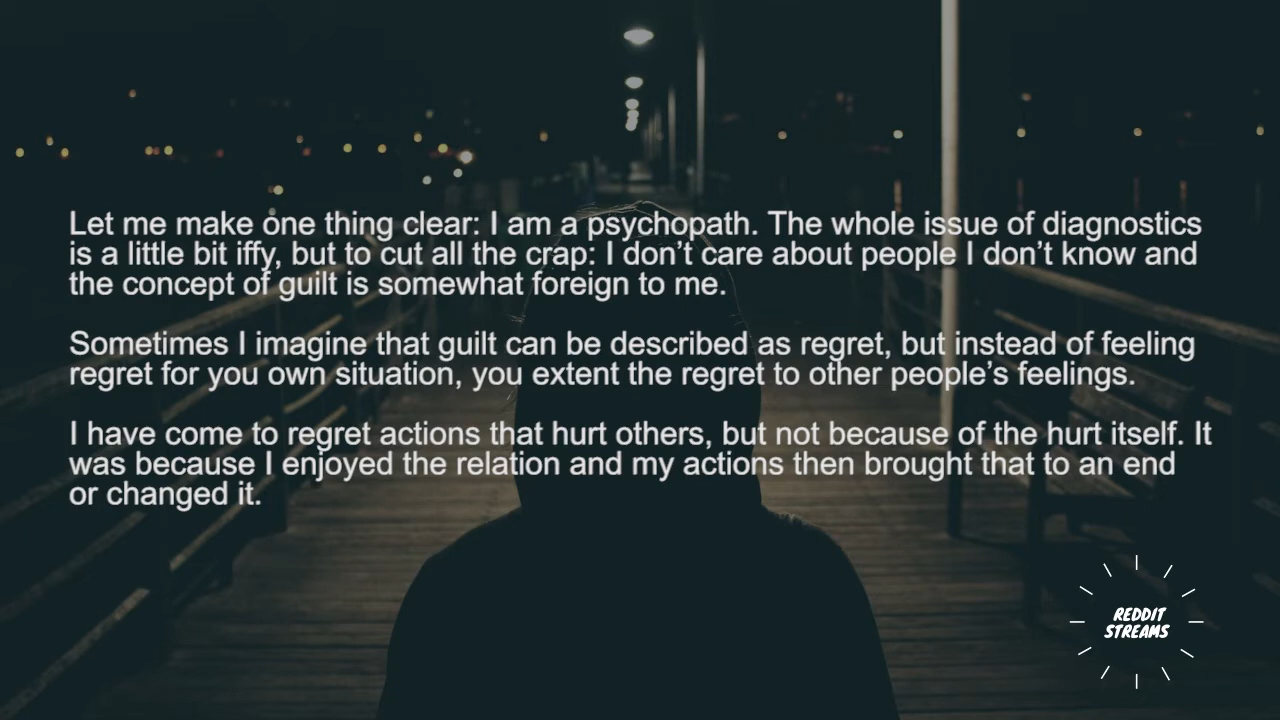 Let me make one thing clear: I am a psychopath. The whole issue of diagnostics
is a little bit iffy, but to cut all the crap: I don’t care about people I don’t know and
the concept of guilt is somewhat foreign to me.
Sometimes I imagine that guilt can be described as regret, but instead of feeling
regret for you own situation, you extent the regret to other people’s feelings.
I have come to regret actions that hurt others, but not because of the hurt itself. It
was because I enjoyed the relation and my actions then brought that to an end
or changed it.
REDDIT
STREAMS